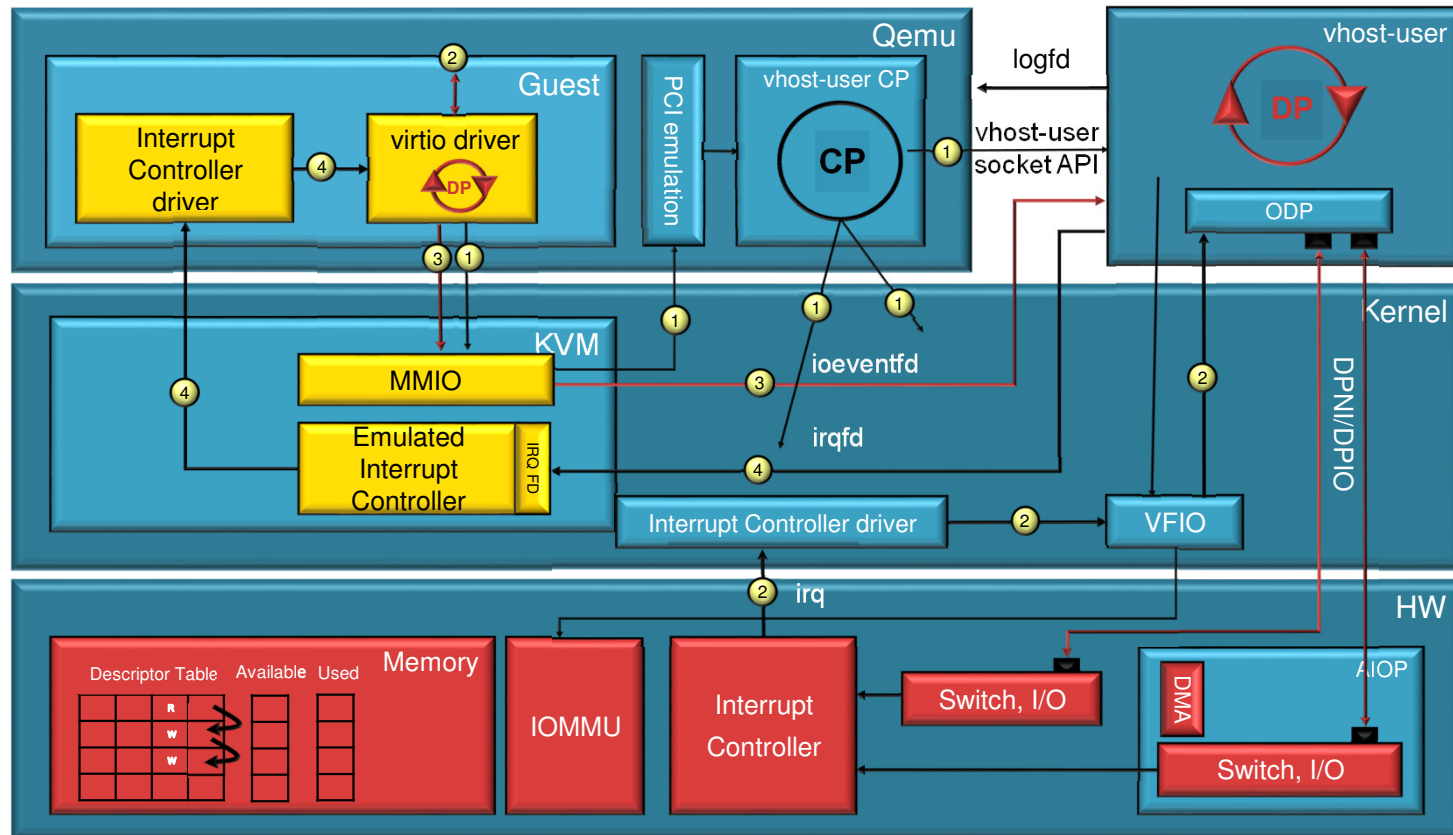 Qemu
Guest
2
Interrupt
Controller
driver
4
virtio driver
DP
3
1
PCI emulation
1
vhost-user CP
CP
1
1
1
logfd
vhost-user
socket API
vhost-user
DP
ODP
Kernel
KVM
MMIO
4
Emulated
Interrupt
Controller
IRQ FD
ioeventfd
3
irqfd
4
2
DPNI/DPIO
Interrupt Controller driver
2
VFIO
HW
2
irq
Memory
Descriptor Table
Available
Used
R
W
W
IOMMU
Interrupt
Controller
Switch, I/O
AIOP
DMA
Switch, I/O